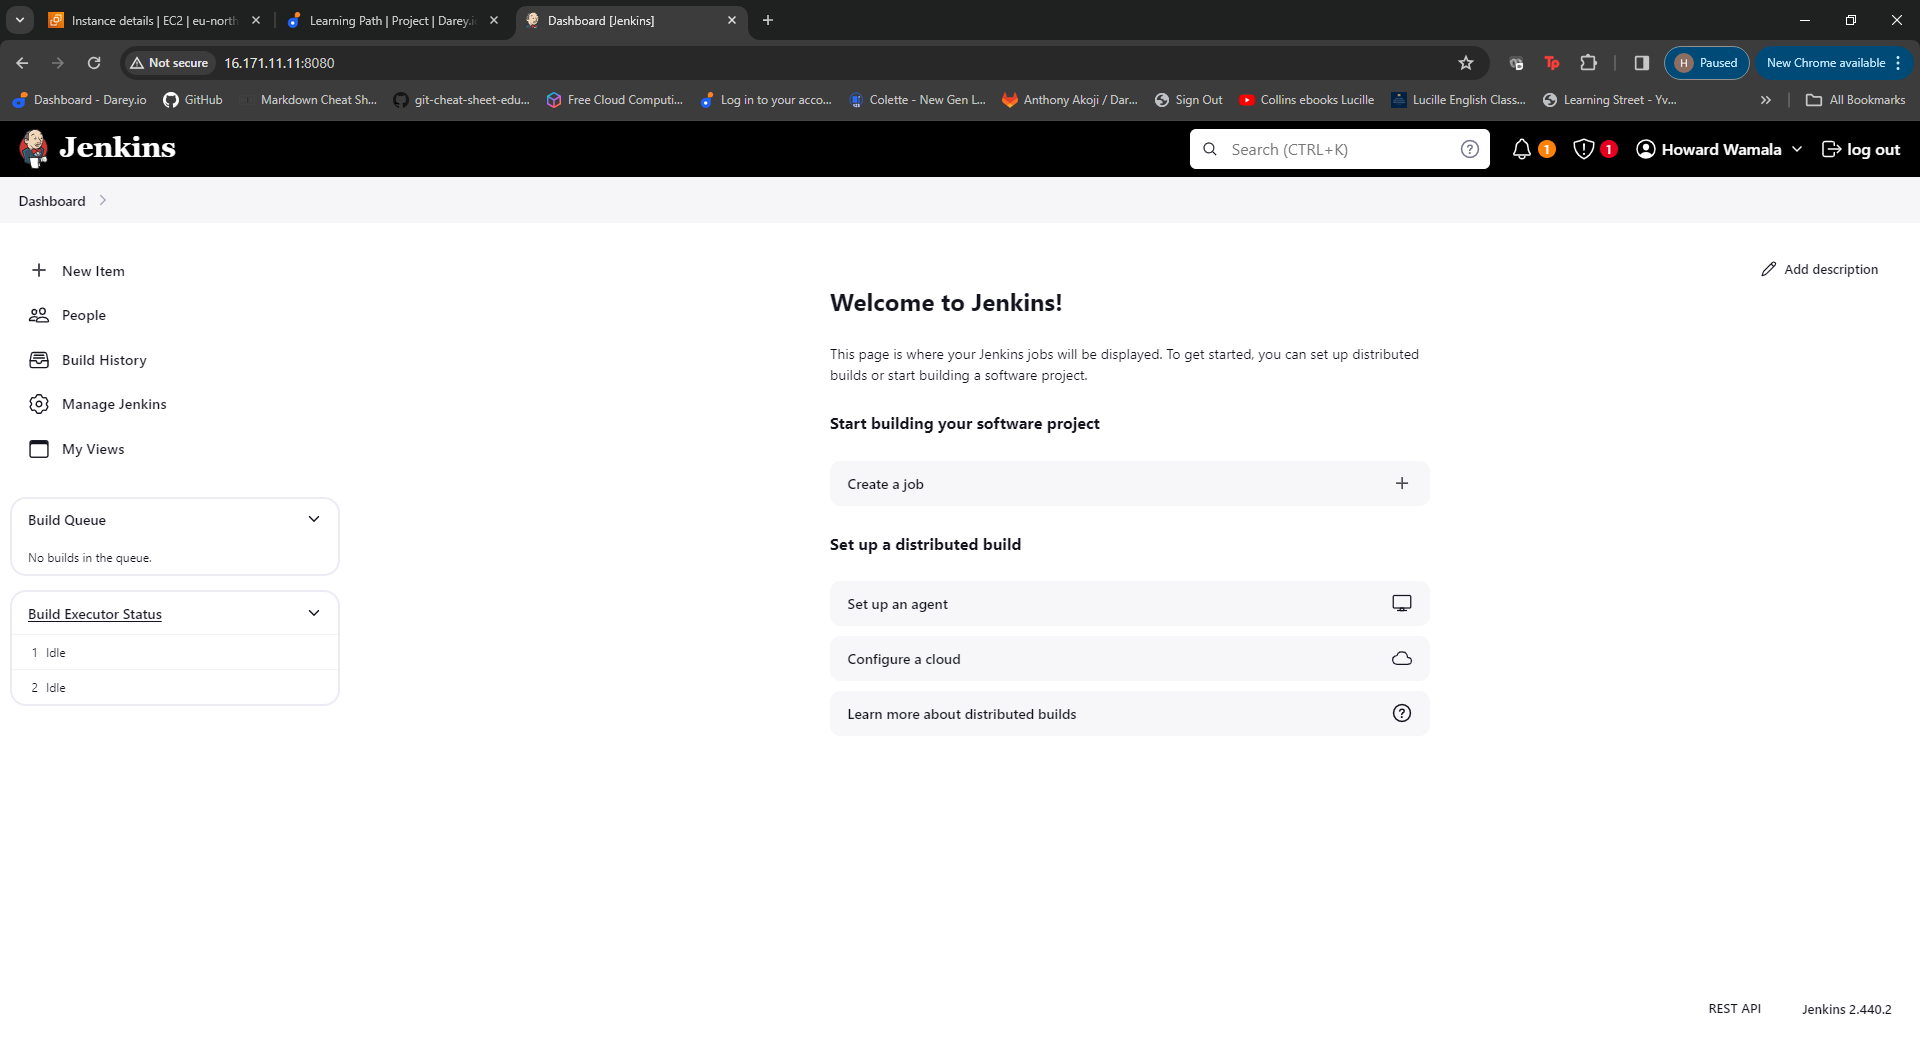 Instance details | EC2 | eu-north
Learning Path | Project | Darey.i
Dashboard [Jenkins]
Not secure
16.171.11.11:8080
Tp
H
Paused
New Chrome available
Dashboard - Darey.io
GitHub
Markdown Cheat Sh...
git-cheat-sheet-edu...
Free Cloud Computi...
Log in to your acco...
Colette - New Gen L...
Anthony Akoji / Dar...
Sign Out
Collins ebooks Lucille
Lucille English Class...
Learning Street - Yv...
All Bookmarks
Jenkins
Search (CTRL+K)
1
1
Howard Wamala
log out
Dashboard
New Item
People
Build History
Manage Jenkins
My Views
Build Queue
No builds in the queue.
Build Executor Status
1 Idle
2 Idle
Add description
Welcome to Jenkins!
This page is where your Jenkins jobs will be displayed. To get started, you can set up distributed
builds or start building a software project.
Start building your software project
Create a job
Set up a distributed build
Set up an agent
Configure a cloud
Learn more about distributed builds
REST API
Jenkins 2.440.2